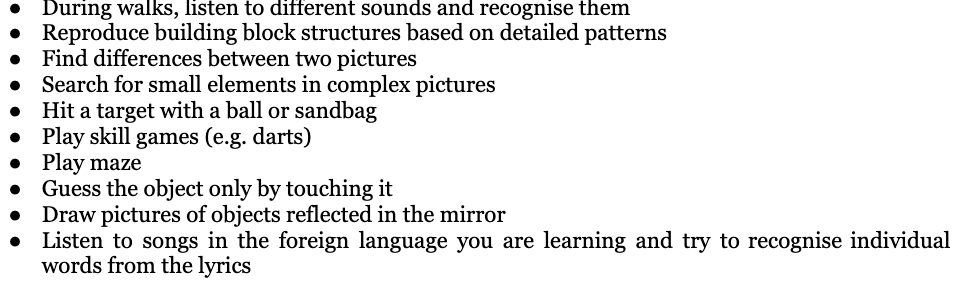 ● During walks, listen to different sounds and recognise them
● Reproduce building block structures based on detailed patterns
● Find differences between two pictures
● Search for small elements in complex pictures
● Hit a target with a ball or sandbag
● Play skill games (e.g. darts)
● Play maze
● Guess the object only by touching it
● Draw pictures of objects reflected in the mirror
● Listen to songs in the foreign language you are learning and try to recognise individual
words from the lyrics